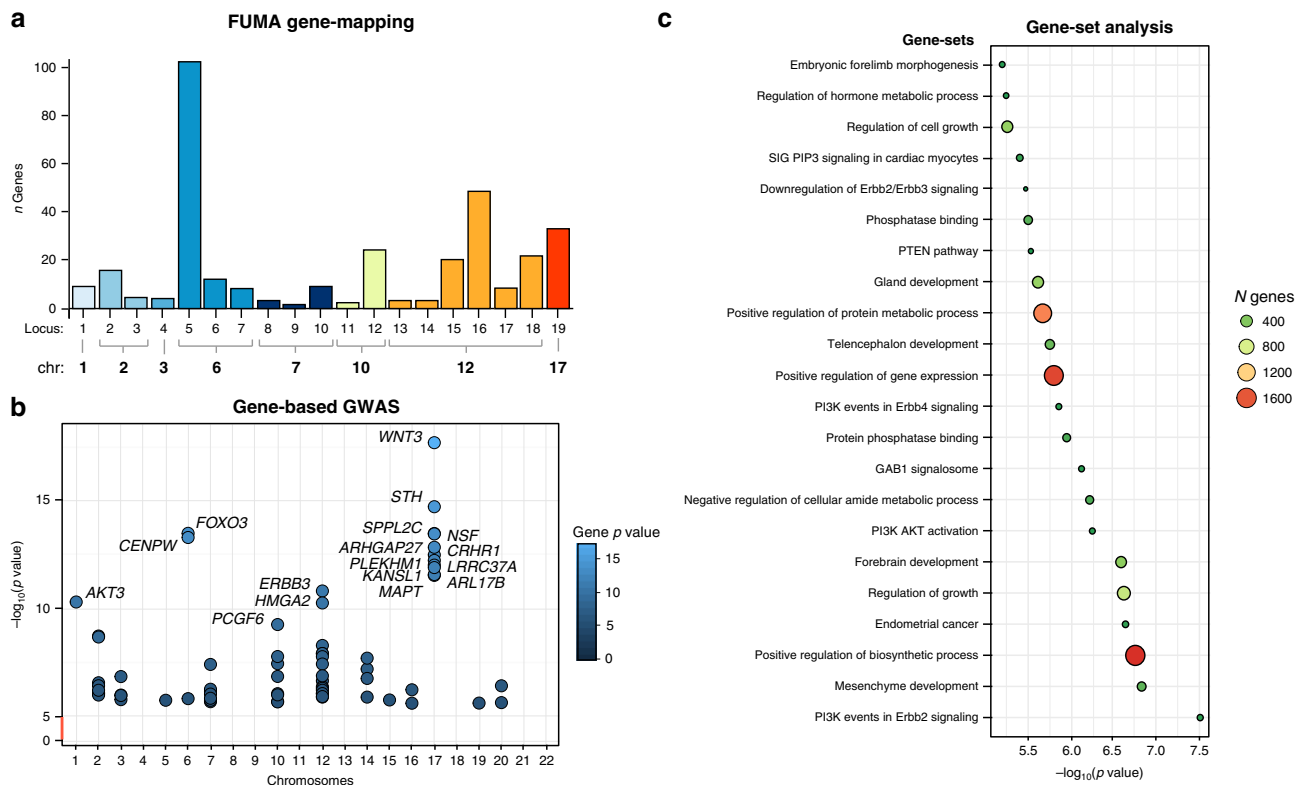 a
FUMA gene-mapping
n Genes
100
80
60
40
20
0
Locus: 1 2 3 4 5 6 7 8 9 10 11 12 13 14 15 16 17 18 19
chr: 1 2 3 6 7 10 12 17
b
Gene-based GWAS
WNT3
STH
SPPL2C
NSF
ARHGAP27
CRHR1
PLEKHM1
LRRC37A
KANSL1
ARL17B
MAPT
FOXO3
CENPW
AKT3
ERBB3
HMGA2
PCGF6
–log10(p value)
15
10
5
0
1 2 3 4 5 6 7 8 9 10 11 12 13 14 15 16 17 18 19 20 21 22
Chromosomes
Gene p value
15
10
5
0
c
Gene-set analysis
Gene-sets
Embryonic forelimb morphogenesis
Regulation of hormone metabolic process
Regulation of cell growth
SIG PIP3 signaling in cardiac myocytes
Downregulation of Erbb2/Erbb3 signaling
Phosphatase binding
PTEN pathway
Gland development
Positive regulation of protein metabolic process
Telencephalon development
Positive regulation of gene expression
PI3K events in Erbb4 signaling
Protein phosphatase binding
GAB1 signalosome
Negative regulation of cellular amide metabolic process
PI3K AKT activation
Forebrain development
Regulation of growth
Endometrial cancer
Positive regulation of biosynthetic process
Mesenchyme development
PI3K events in Erbb2 signaling
5.5 6.0 6.5 7.0 7.5
–log10(p value)
N genes
400
800
1200
1600